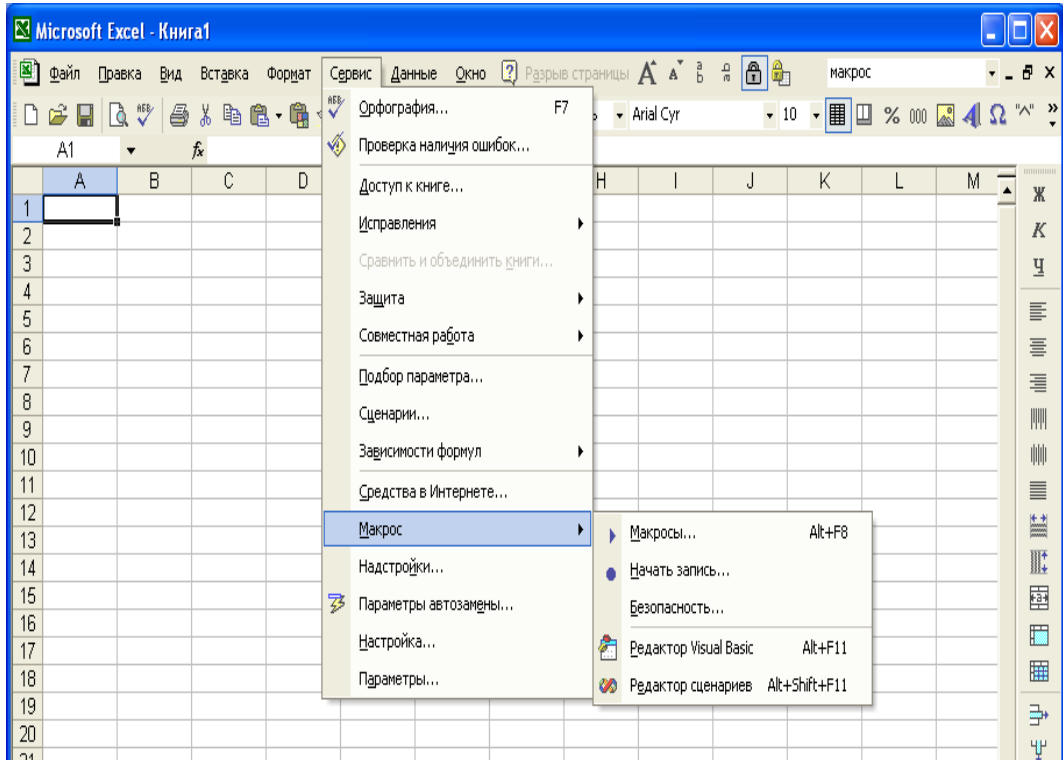 Microsoft Excel - Книга1
Файл Правка Вид Вставка Формат Сервис Данные Окно Разрыв страницы макрос
Arial Cyr 10 % 000
A1 fx
A B C D H I J K L M
1
2
3
4
5
6
7
8
9
10
11
12
13
14
15
16
17
18
19
20
21
Орфография... F7
Проверка наличия ошибок...
Доступ к книге...
Исправления
Сравнить и объединить книги...
Защита
Совместная работа
Подбор параметра...
Сценарии...
Зависимости формул
Средства в Интернете...
Макрос
Надстройки...
Параметры автозамены...
Настройка...
Параметры...
Макросы... Alt+F8
Начать запись...
Безопасность...
Редактор Visual Basic Alt+F11
Редактор сценариев Alt+Shift+F11
Ж
К
Ч